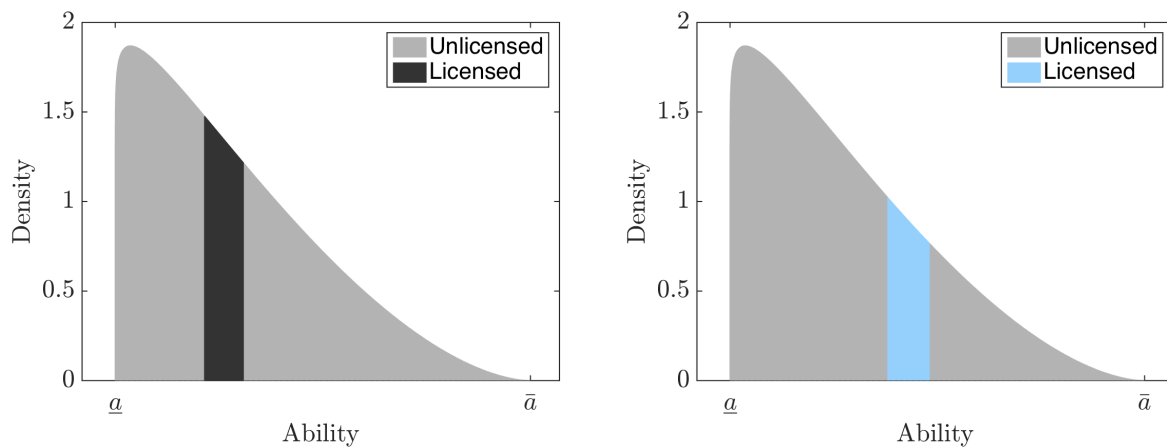 2
1.5
1
0.5
0
Density
Unlicensed
Licensed
a
ā
Ability
2
1.5
1
0.5
0
Density
Unlicensed
Licensed
a
ā
Ability